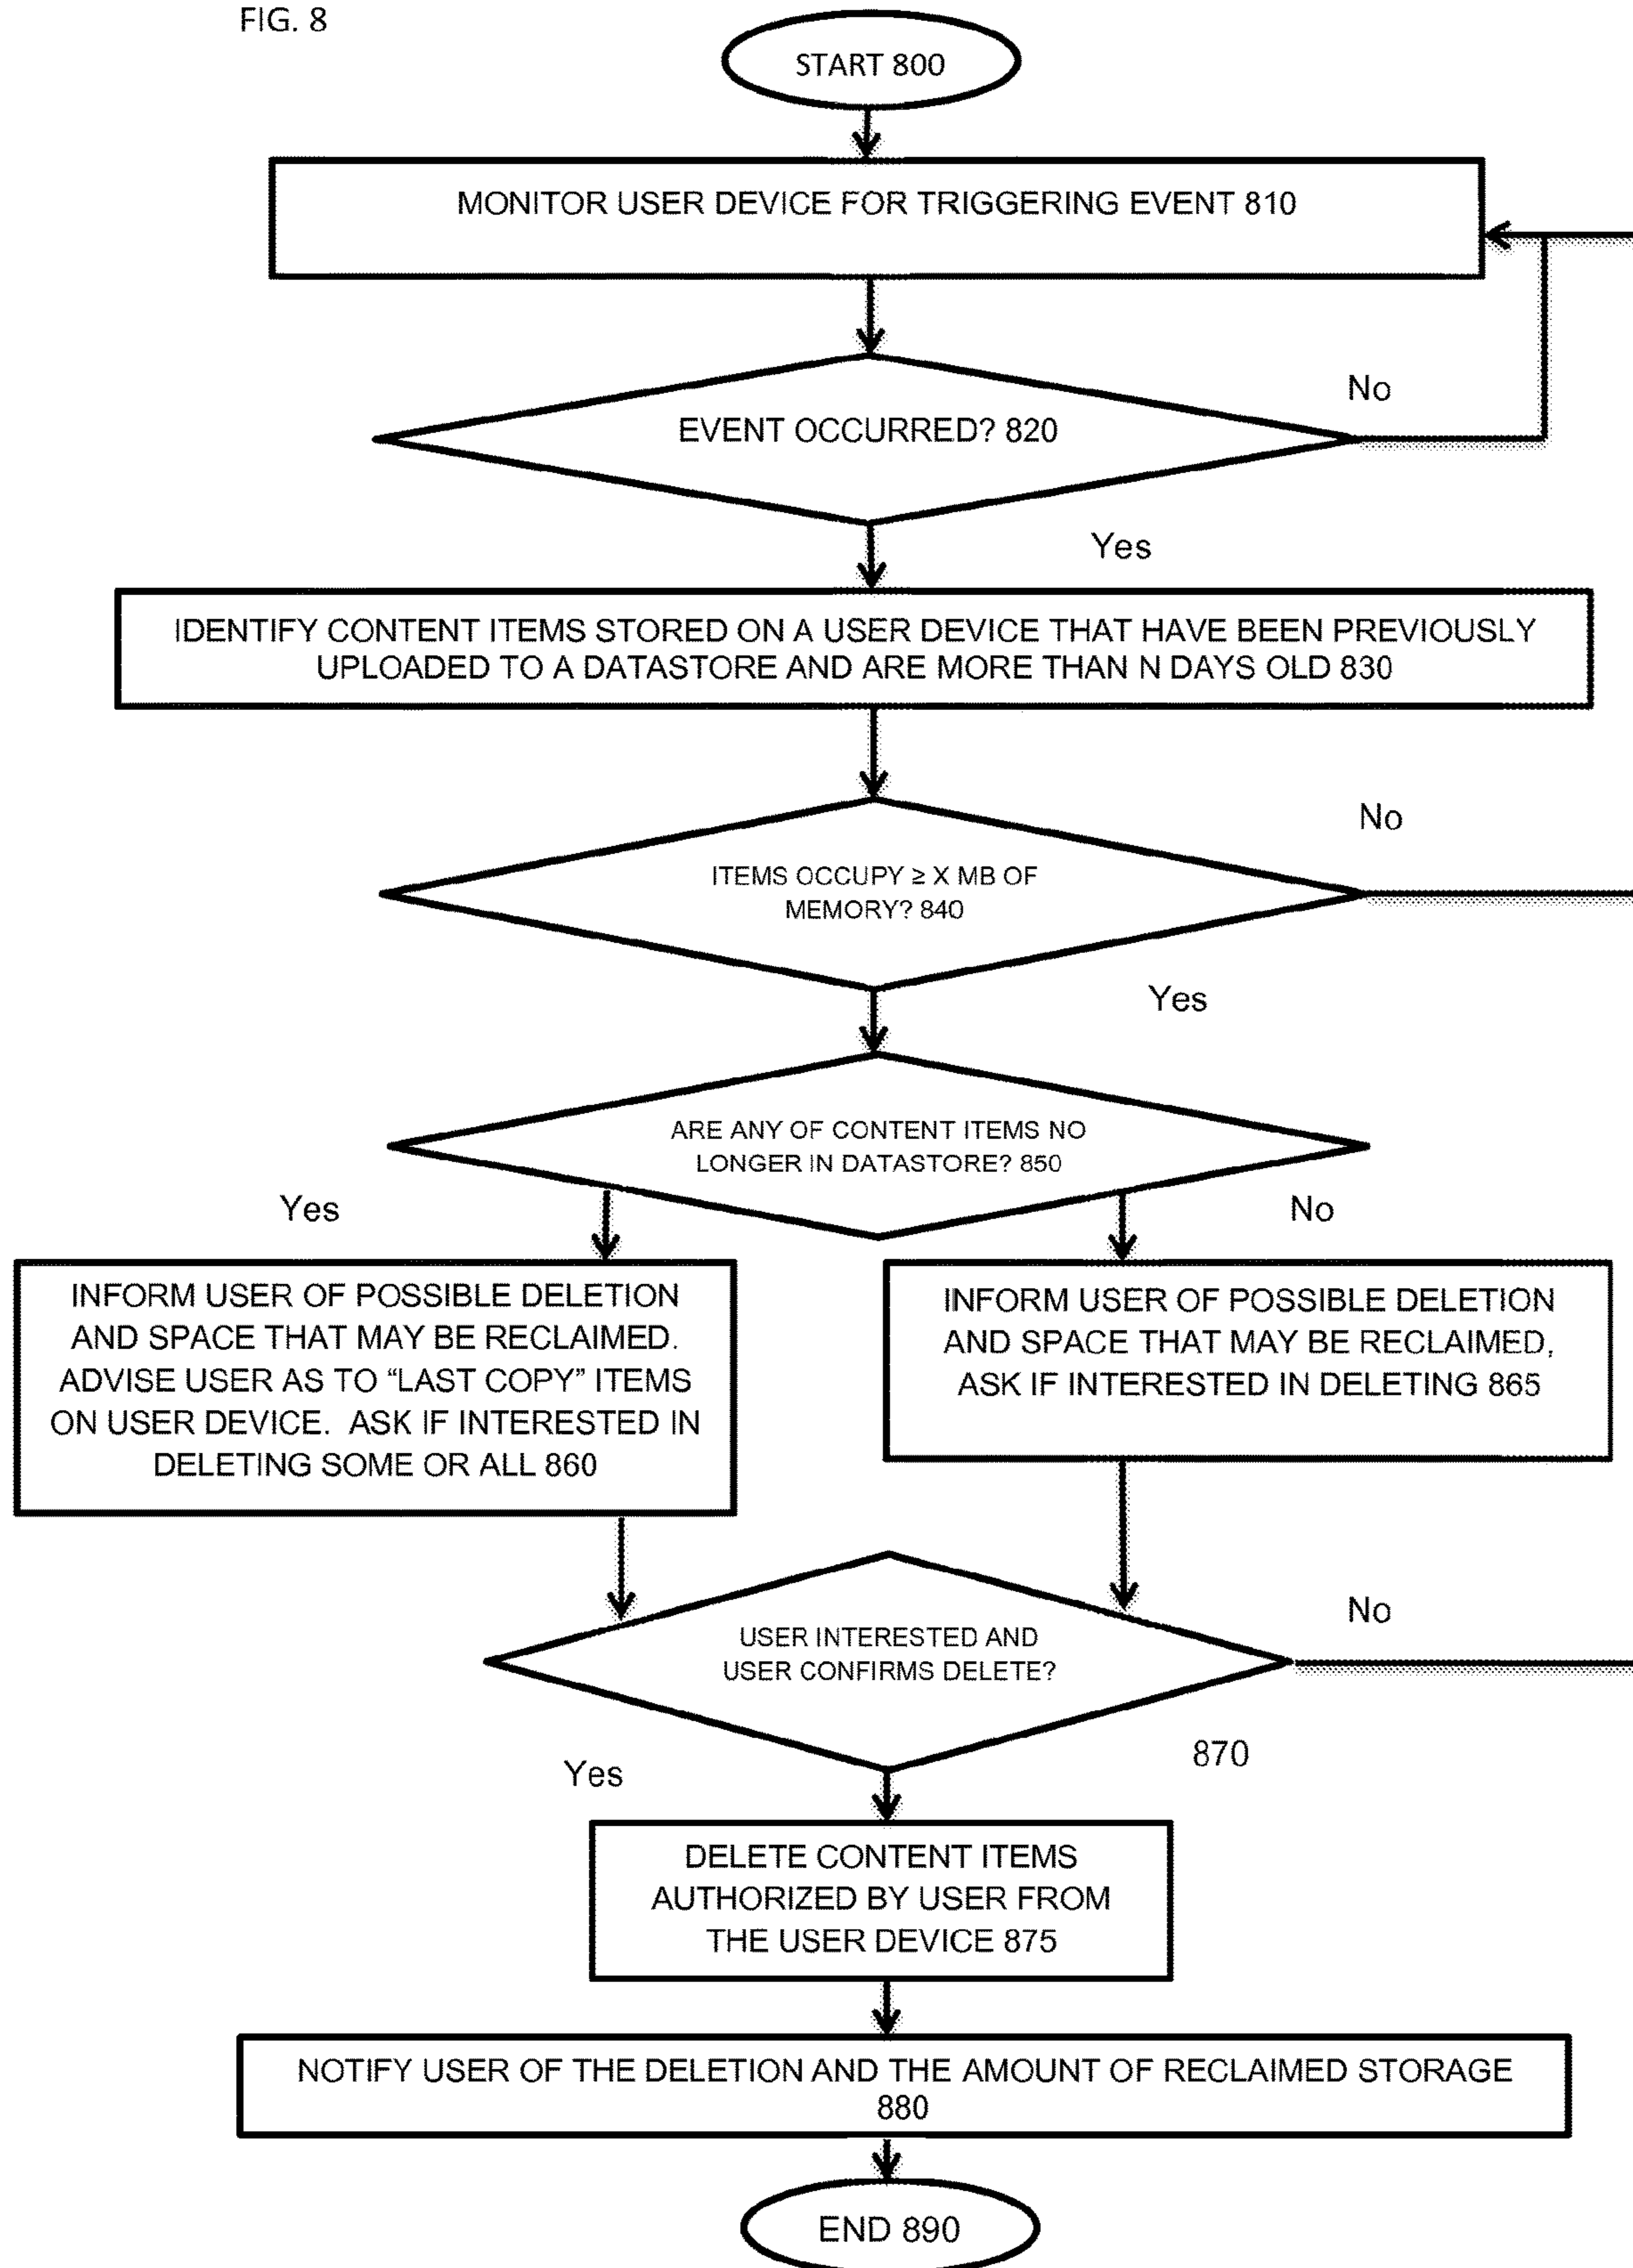 FIG. 8
START 800
MONITOR USER DEVICE FOR TRIGGERING EVENT 810
No
EVENT OCCURRED? 820
Yes
IDENTIFY CONTENT ITEMS STORED ON A USER DEVICE THAT HAVE BEEN PREVIOUSLY
UPLOADED TO A DATASTORE AND ARE MORE THAN N DAYS OLD 830
No
ITEMS OCCUPY ≥ X MB OF
MEMORY? 840
Yes
ARE ANY OF CONTENT ITEMS NO
LONGER IN DATASTORE? 850
Yes
No
INFORM USER OF POSSIBLE DELETION
AND SPACE THAT MAY BE RECLAIMED.
ADVISE USER AS TO “LAST COPY” ITEMS
ON USER DEVICE. ASK IF INTERESTED IN
DELETING SOME OR ALL 860
INFORM USER OF POSSIBLE DELETION
AND SPACE THAT MAY BE RECLAIMED,
ASK IF INTERESTED IN DELETING 865
No
USER INTERESTED AND
USER CONFIRMS DELETE?
870
Yes
DELETE CONTENT ITEMS
AUTHORIZED BY USER FROM
THE USER DEVICE 875
NOTIFY USER OF THE DELETION AND THE AMOUNT OF RECLAIMED STORAGE
880
END 890